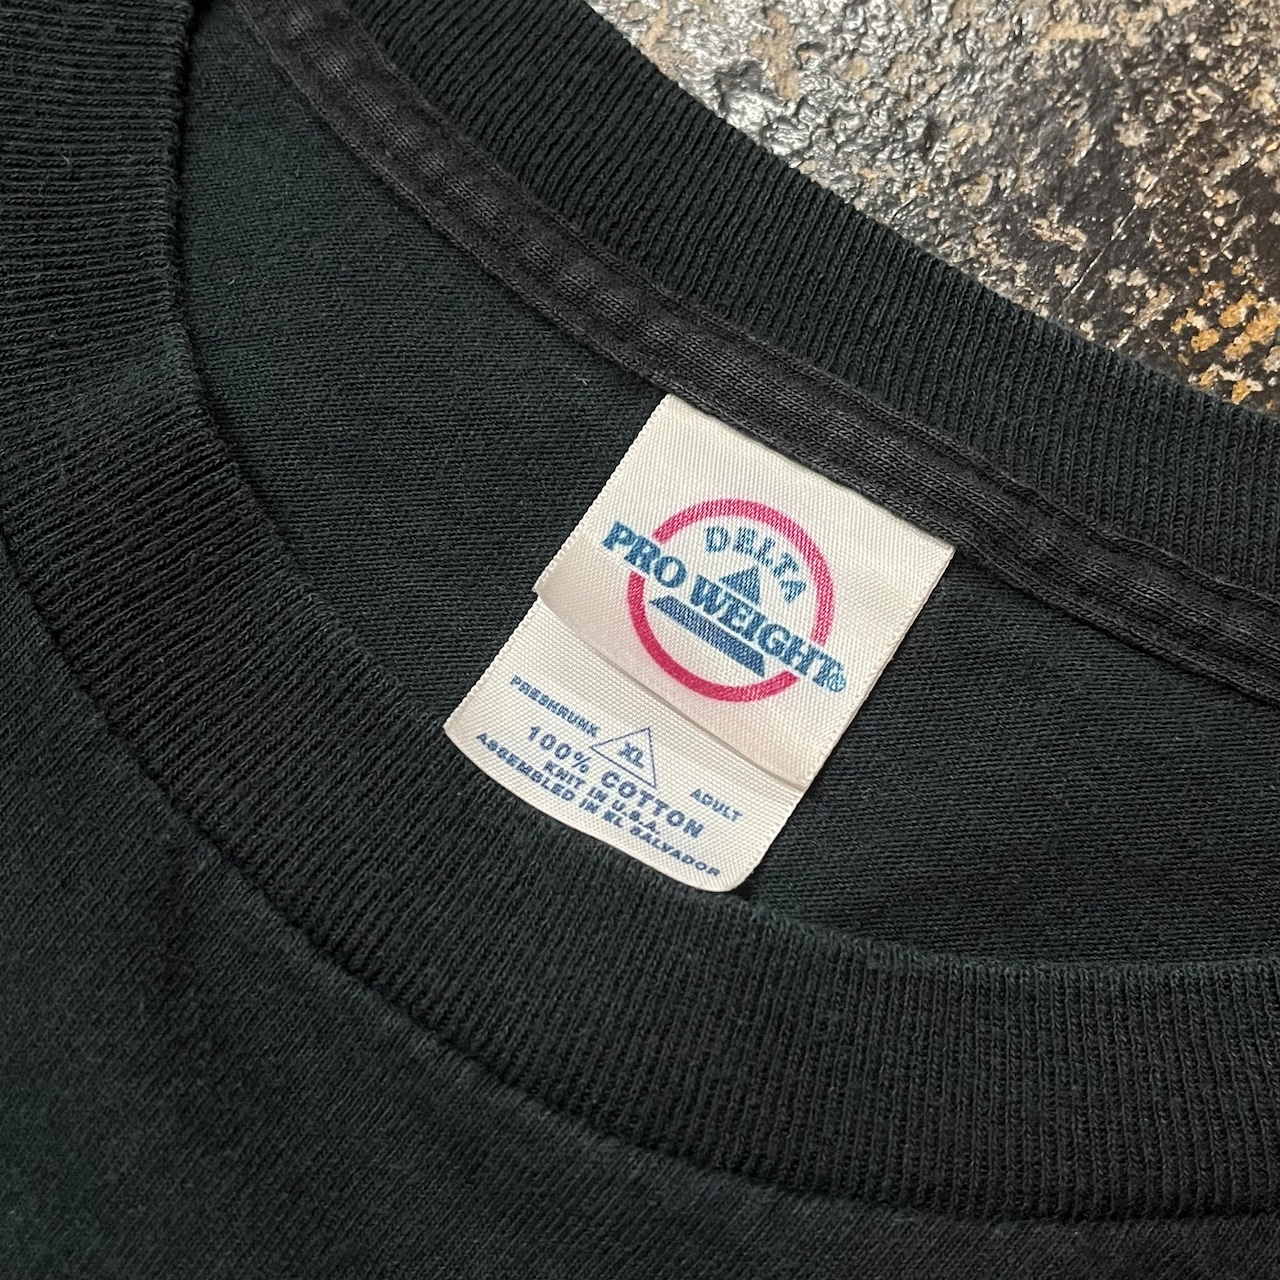 DELTA
PRO WEIGHT®
PRESHRUNK
XL
ADULT
100% COTTON
KNIT IN U.S.A.
ASSEMBLED IN EL SALVADOR